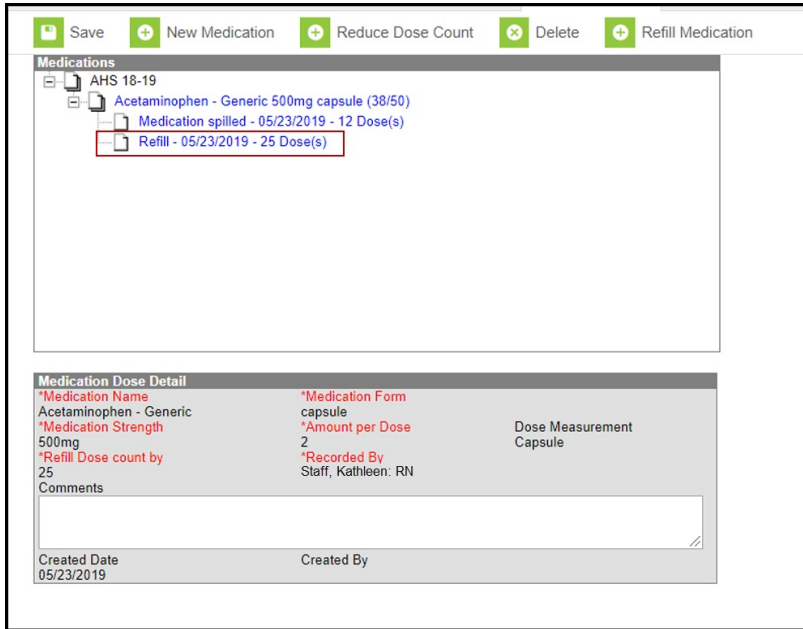 Save New Medication Reduce Dose Count Delete Refill Medication
Medications
AHS 18-19
Acetaminophen - Generic 500mg capsule (38/50)
Medication spilled - 05/23/2019 - 12 Dose(s)
Refill - 05/23/2019 - 25 Dose(s)
Medication Dose Detail
*Medication Name *Medication Form
Acetaminophen - Generic capsule
*Medication Strength *Amount per Dose Dose Measurement
500mg 2 Capsule
*Refill Dose count by *Recorded By
25 Staff, Kathleen: RN
Comments
Created Date Created By
05/23/2019